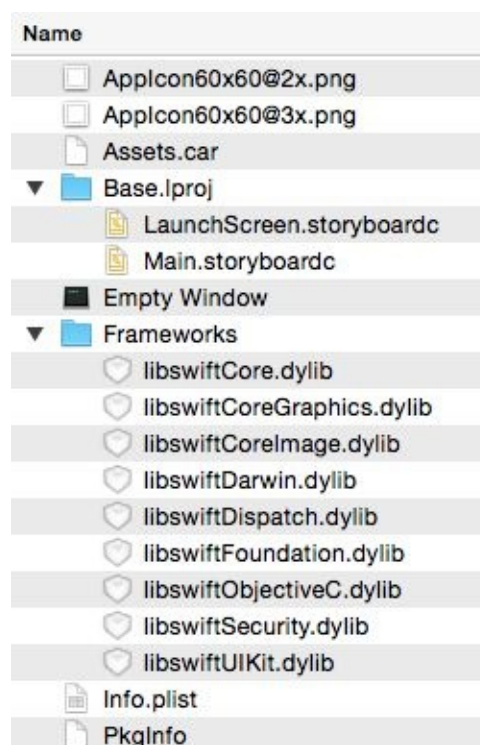 Name
AppIcon60x60@2x.png
AppIcon60x60@3x.png
Assets.car
Base.lproj
LaunchScreen.storyboardc
Main.storyboardc
Empty Window
Frameworks
libswiftCore.dylib
libswiftCoreGraphics.dylib
libswiftCoreImage.dylib
libswiftDarwin.dylib
libswiftDispatch.dylib
libswiftFoundation.dylib
libswiftObjectiveC.dylib
libswiftSecurity.dylib
libswiftUIKit.dylib
Info.plist
PkgInfo